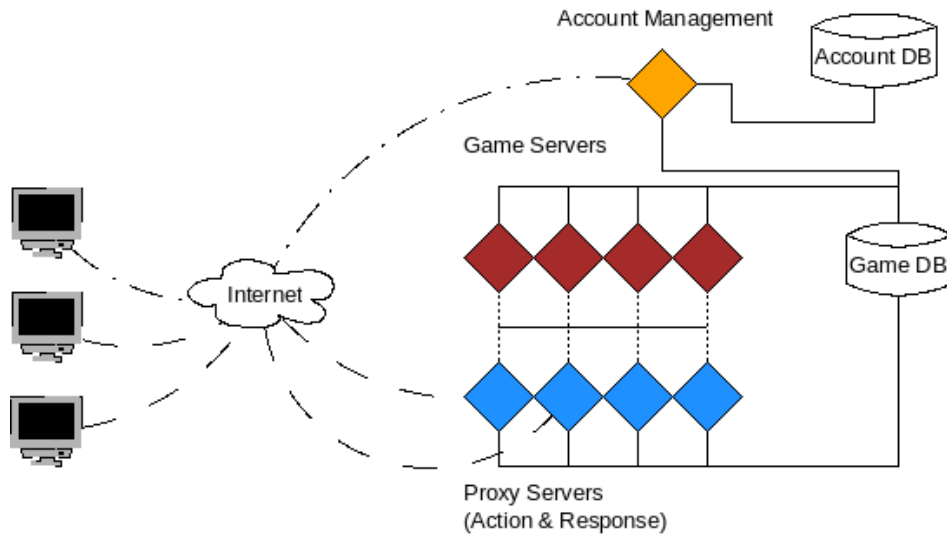 Account Management
Account DB
Game Servers
Internet
Game DB
Proxy Servers
(Action & Response)